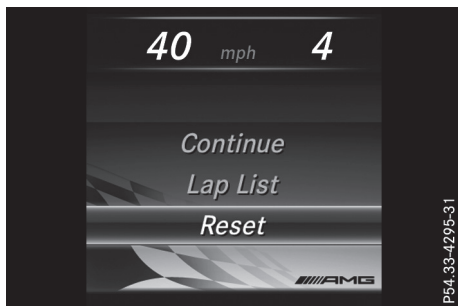 40 mph 4
Continue
Lap List
Reset
AMG
P54.33-4295-31